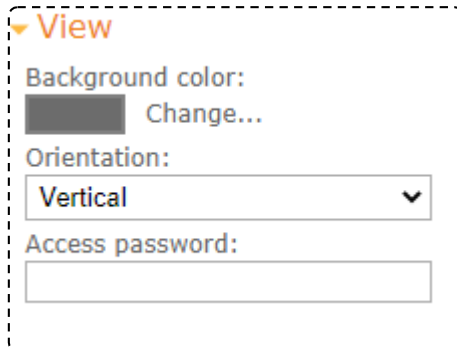 View
Background color:
Change...
Orientation:
Vertical
Access password: